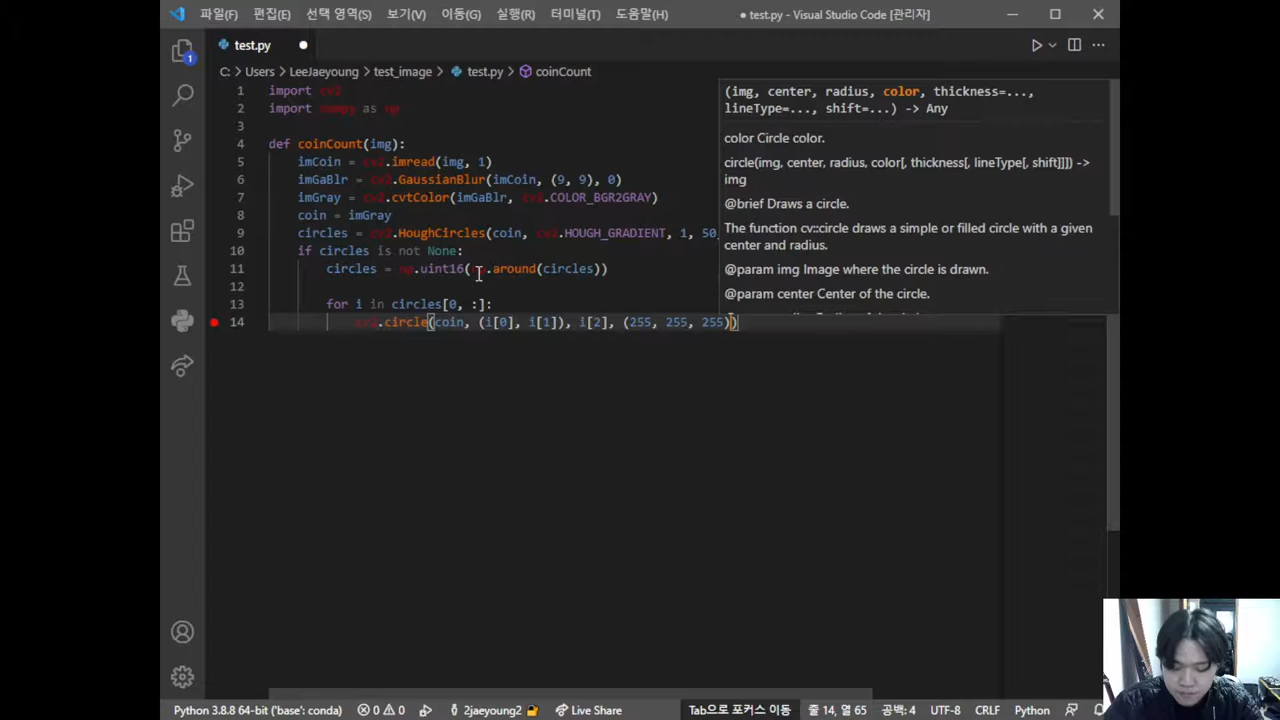 파일(F) 편집(E) 선택 영역(S) 보기(V) 이동(G) 실행(R) 터미널(T) 도움말(H) ● test.py - Visual Studio Code [관리자]
test.py
C: > Users > LeeJaeyoung > test_image > test.py > coinCount
1 import cv2
2 import numpy as np
3
4 def coinCount(img):
5 imCoin = cv2.imread(img, 1)
6 imGaBlr = cv2.GaussianBlur(imCoin, (9, 9), 0)
7 imGray = cv2.cvtColor(imGaBlr, cv2.COLOR_BGR2GRAY)
8 coin = imGray
9 circles = cv2.HoughCircles(coin, cv2.HOUGH_GRADIENT, 1, 50,
10 if circles is not None:
11 circles = np.uint16(np.around(circles))
12
13 for i in circles[0, :]:
14 cv2.circle(coin, (i[0], i[1]), i[2], (255, 255, 255))
(img, center, radius, color, thickness=...,
lineType=..., shift=...) -> Any
color Circle color.
circle(img, center, radius, color[, thickness[, lineType[, shift]]]) ->
img
@brief Draws a circle.
The function cv::circle draws a simple or filled circle with a given
center and radius.
@param img Image where the circle is drawn.
@param center Center of the circle.
1
Python 3.8.8 64-bit ('base': conda) 0 0 2jaeyoung2 Live Share Tab으로 포커스 이동 줄 14, 열 65 공백: 4 UTF-8 CRLF Python